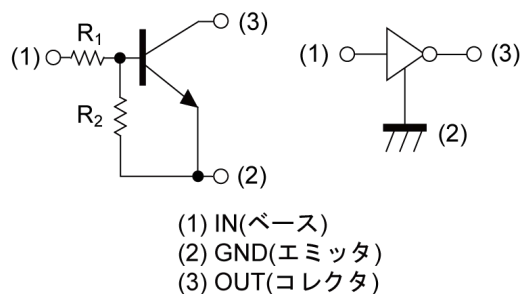 R1
(1)
(3)
R2
(2)
(1)
(3)
(2)
(1) IN(ベース)
(2) GND(エミッタ)
(3) OUT(コレクタ)